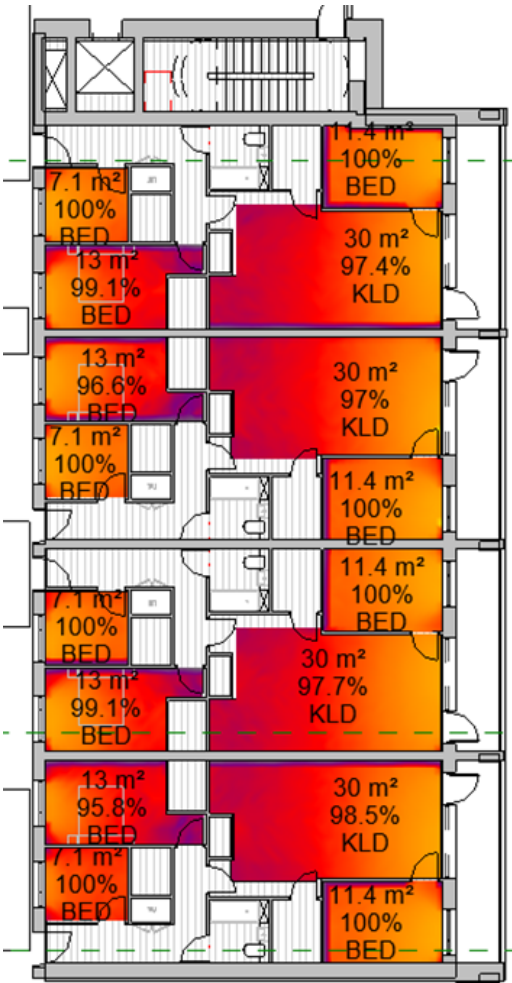 11.4 m²
100%
BED
7.1 m²
100%
BED
30 m²
97.4%
KLD
13 m²
99.1%
BED
13 m²
96.6%
BED
30 m²
97%
KLD
7.1 m²
100%
BED
11.4 m²
100%
BED
11.4 m²
100%
BED
7.1 m²
100%
BED
30 m²
97.7%
KLD
13 m²
99.1%
BED
13 m²
95.8%
BED
30 m²
98.5%
KLD
7.1 m²
100%
BED
11.4 m²
100%
BED